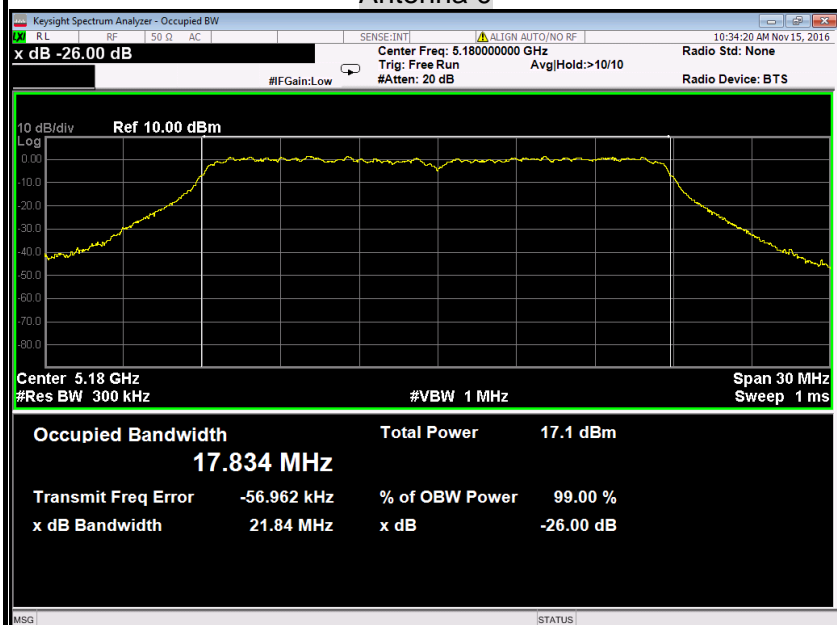 Keysight Spectrum Analyzer - Occupied BW
LXI RL RF 50 Ω AC SENSE:INT ALIGN AUTO/NO RF 10:34:20 AM Nov 15, 2016
x dB -26.00 dB
Center Freq: 5.180000000 GHz Radio Std: None
Trig: Free Run Avg|Hold:>10/10
#IFGain:Low #Atten: 20 dB Radio Device: BTS
10 dB/div Ref 10.00 dBm
Log
0.00
-10.0
-20.0
-30.0
-40.0
-50.0
-60.0
-70.0
-80.0
Center 5.18 GHz Span 30 MHz
#Res BW 300 kHz #VBW 1 MHz Sweep 1 ms
Occupied Bandwidth Total Power 17.1 dBm
17.834 MHz
Transmit Freq Error -56.962 kHz % of OBW Power 99.00 %
x dB Bandwidth 21.84 MHz x dB -26.00 dB
MSG STATUS